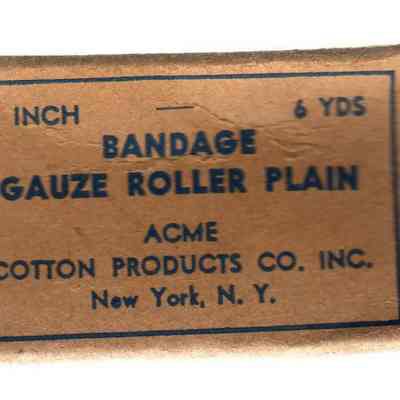 INCH — 6 YDS
BANDAGE
GAUZE ROLLER PLAIN
ACME
COTTON PRODUCTS CO. INC.
New York, N. Y.